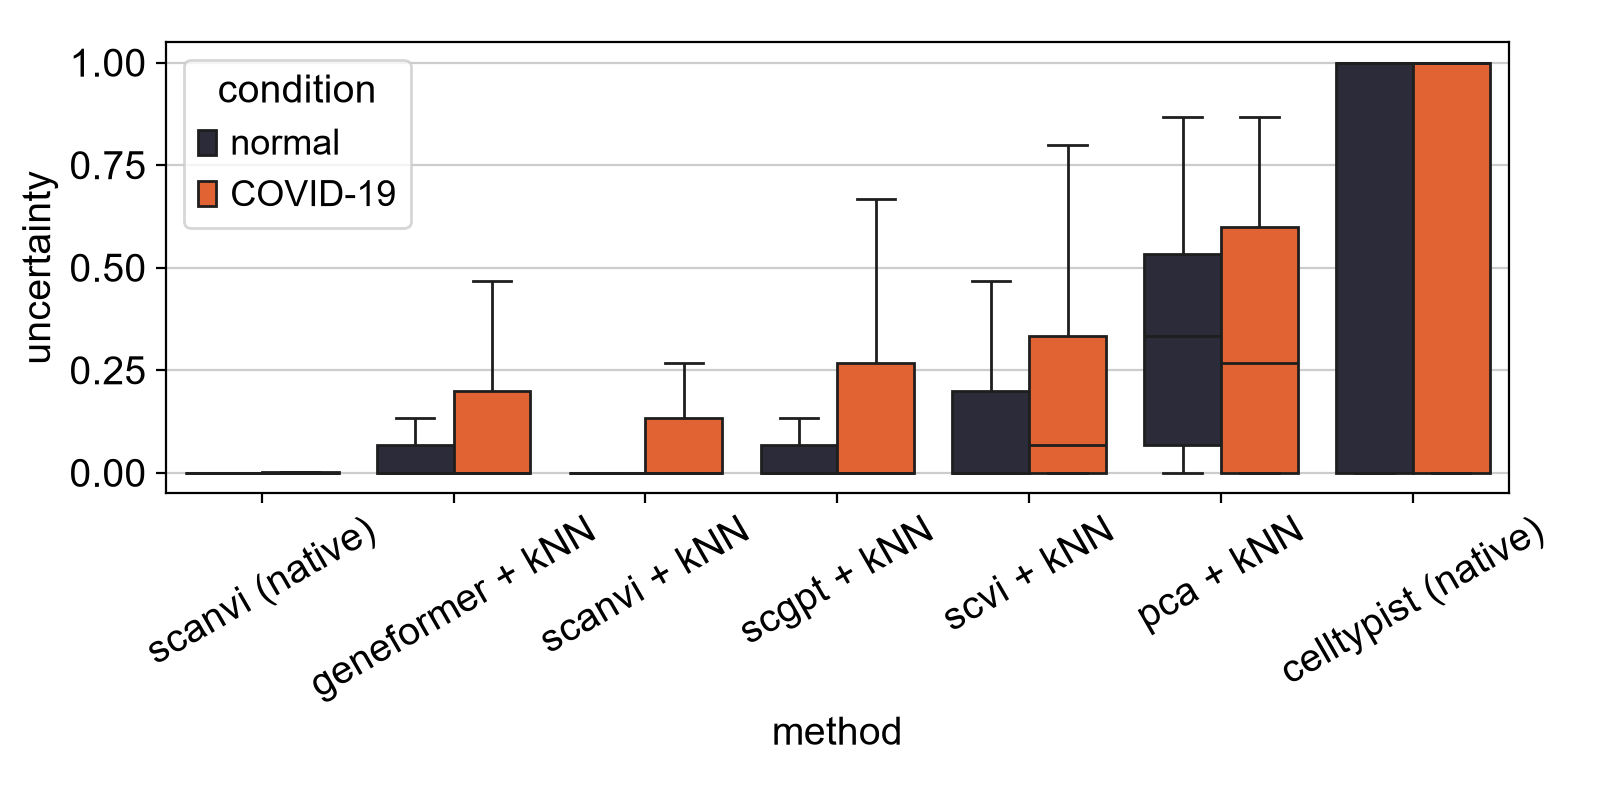 condition
normal
COVID-19
1.00
0.75
0.50
0.25
0.00
uncertainty
scanvi (native)
geneformer + kNN
scanvi + kNN
scgpt + kNN
scvi + kNN
pca + kNN
celltypist (native)
method